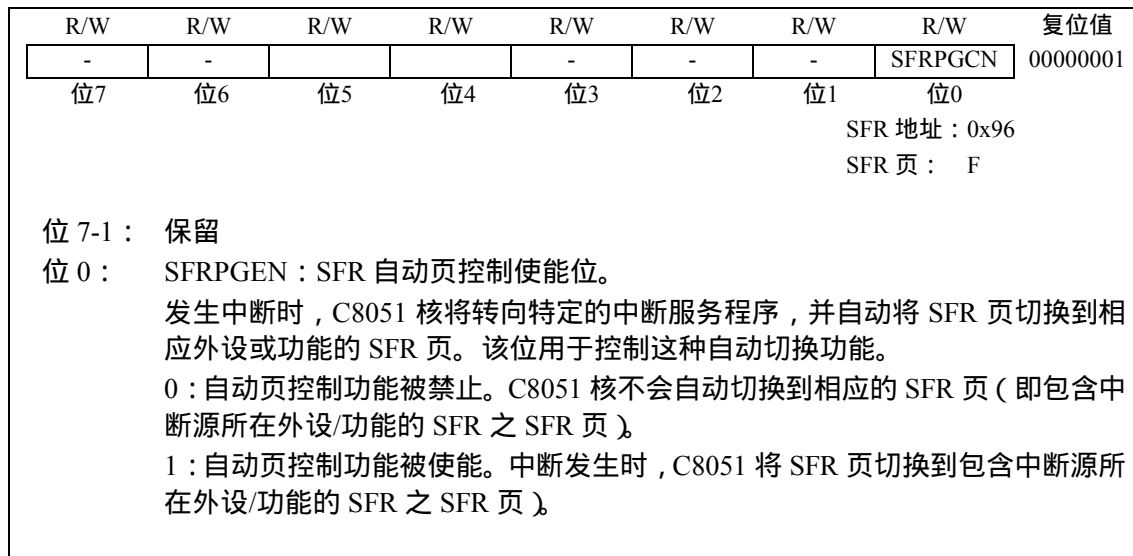 R/W R/W R/W R/W R/W R/W R/W R/W 复位值
- - - - - SFRPGCN 00000001
位7 位6 位5 位4 位3 位2 位1 位0
SFR 地址：0x96
SFR 页： F
位 7-1： 保留
位 0： SFRPGEN：SFR 自动页控制使能位。
发生中断时，C8051 核将转向特定的中断服务程序，并自动将 SFR 页切换到相
应外设或功能的 SFR 页。该位用于控制这种自动切换功能。
0：自动页控制功能被禁止。C8051 核不会自动切换到相应的 SFR 页（即包含中
断源所在外设/功能的 SFR 之 SFR 页）。
1：自动页控制功能被使能。中断发生时，C8051 将 SFR 页切换到包含中断源所
在外设/功能的 SFR 之 SFR 页）。